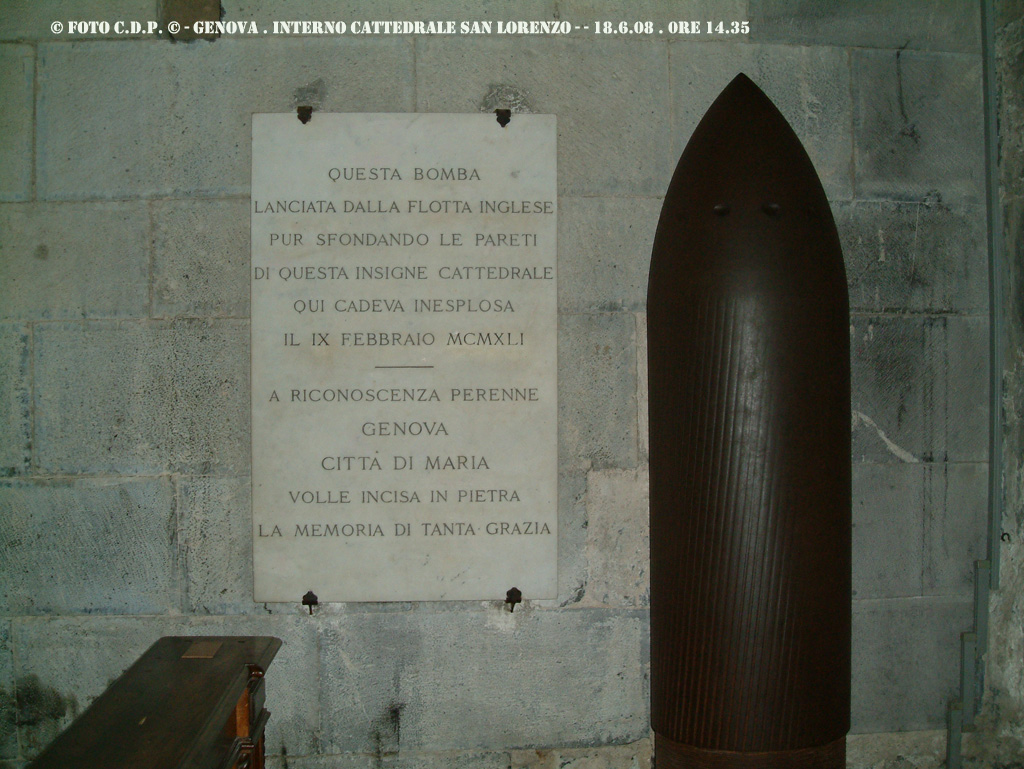 © FOTO C.D.P. © - GENOVA . INTERNO CATTEDRALE SAN LORENZO - - 18.6.08 . ORE 14.35
QUESTA BOMBA
LANCIATA DALLA FLOTTA INGLESE
PUR SFONDANDO LE PARETI
DI QUESTA INSIGNE CATTEDRALE
QUI CADEVA INESPLOSA
IL IX FEBBRAIO MCMXLI
A RICONOSCENZA PERENNE
GENOVA
CITTÀ DI MARIA
VOLLE INCISA IN PIETRA
LA MEMORIA DI TANTA GRAZIA